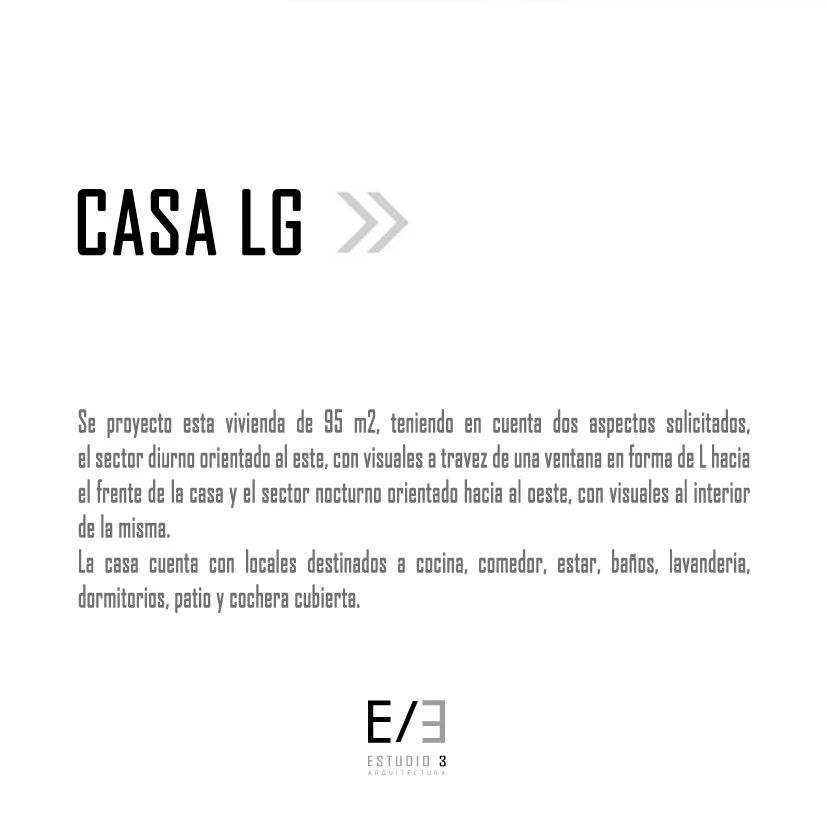 CASA LG
Se proyecto esta vivienda de 95 m2, teniendo en cuenta dos aspectos solicitados,
el sector diurno orientado al este, con visuales a travez de una ventana en forma de L hacia
el frente de la casa y el sector nocturno orientado hacia al oeste, con visuales al interior
de la misma.
La casa cuenta con locales destinados a cocina, comedor, estar, baños, lavanderia,
dormitorios, patio y cochera cubierta.
E/E
ESTUDIO 3
ARQUITECTURA